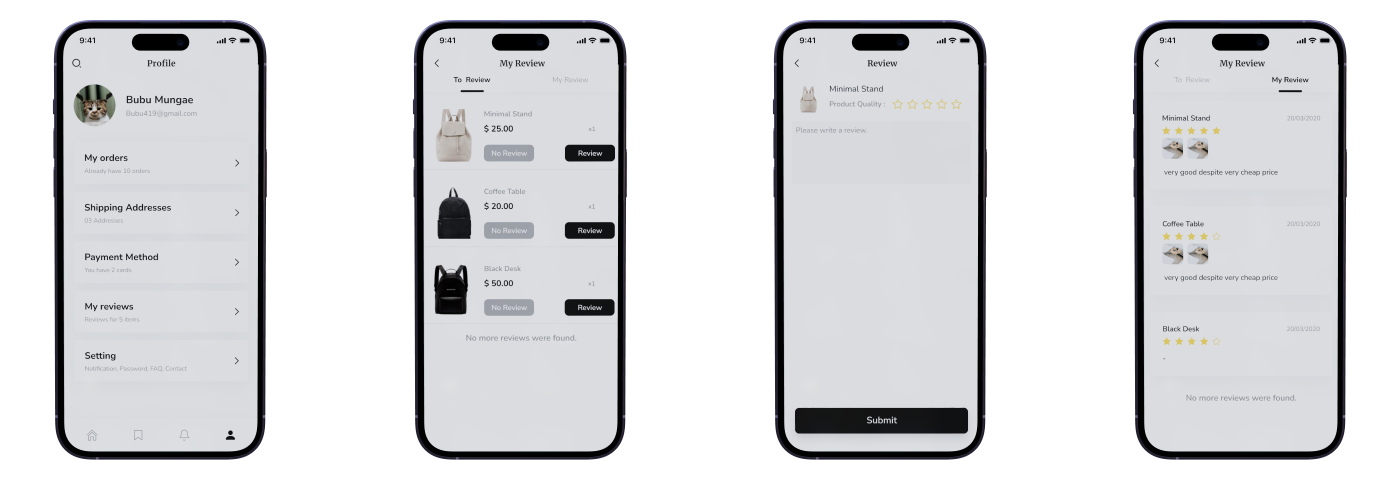 9:41
Profile
Bubu Mungae
Bubu419@gmail.com
My orders
Already have 10 orders
Shipping Addresses
03 Addresses
Payment Method
You have 2 cards
My reviews
Reviews for 5 items
Setting
Notification, Password, FAQ, Contact
9:41
My Review
To Review
My Review
Minimal Stand
$ 25.00
x1
No Review
Review
Coffee Table
$ 20.00
x1
No Review
Review
Black Desk
$ 50.00
x1
No Review
Review
No more reviews were found.
9:41
Review
Minimal Stand
Product Quality :
Please write a review.
Submit
9:41
My Review
To Review
My Review
Minimal Stand
20/03/2020
very good despite very cheap price
Coffee Table
20/03/2020
very good despite very cheap price
Black Desk
20/03/2020
-
No more reviews were found.